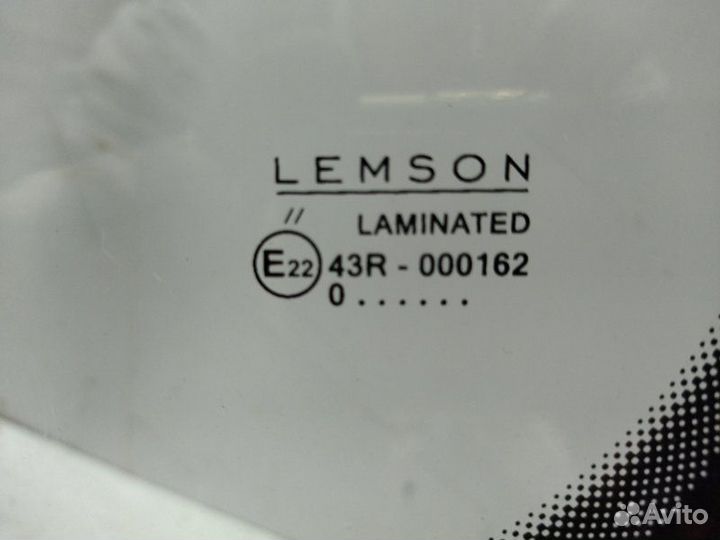 LEMSON
// LAMINATED
E22 43R - 000162
0 . . . . . .
Avito